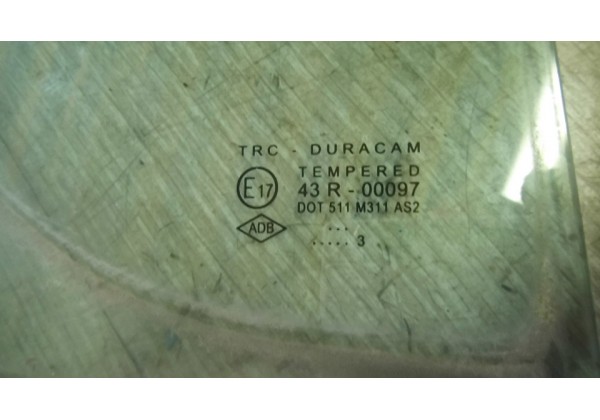 TRC - DURACAM
TEMPERED
E17 43 R - 00097
DOT 511 M311 AS2
ADB ...
..... 3